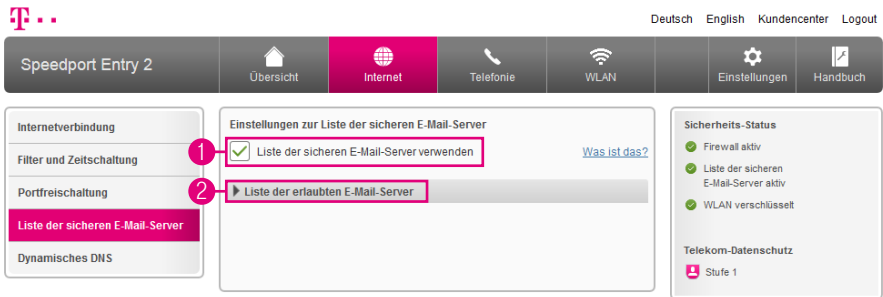 T
Deutsch English Kundencenter Logout
Speedport Entry 2
Übersicht
Internet
Telefonie
WLAN
Einstellungen
Handbuch
Internetverbindung
Filter und Zeitschaltung
Portfreischaltung
Liste der sicheren E-Mail-Server
Dynamisches DNS
Einstellungen zur Liste der sicheren E-Mail-Server
1 Liste der sicheren E-Mail-Server verwenden Was ist das?
2 Liste der erlaubten E-Mail-Server
Sicherheits-Status
Firewall aktiv
Liste der sicheren
E-Mail-Server aktiv
WLAN verschlüsselt
Telekom-Datenschutz
Stufe 1